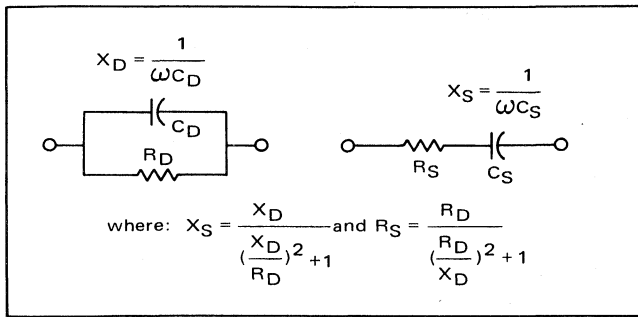 X_D = 1/(ωC_D)
C_D
R_D
X_S = 1/(ωC_S)
R_S
C_S
where: X_S = X_D/((X_D/R_D)² + 1) and R_S = R_D/((R_D/X_D)² + 1)